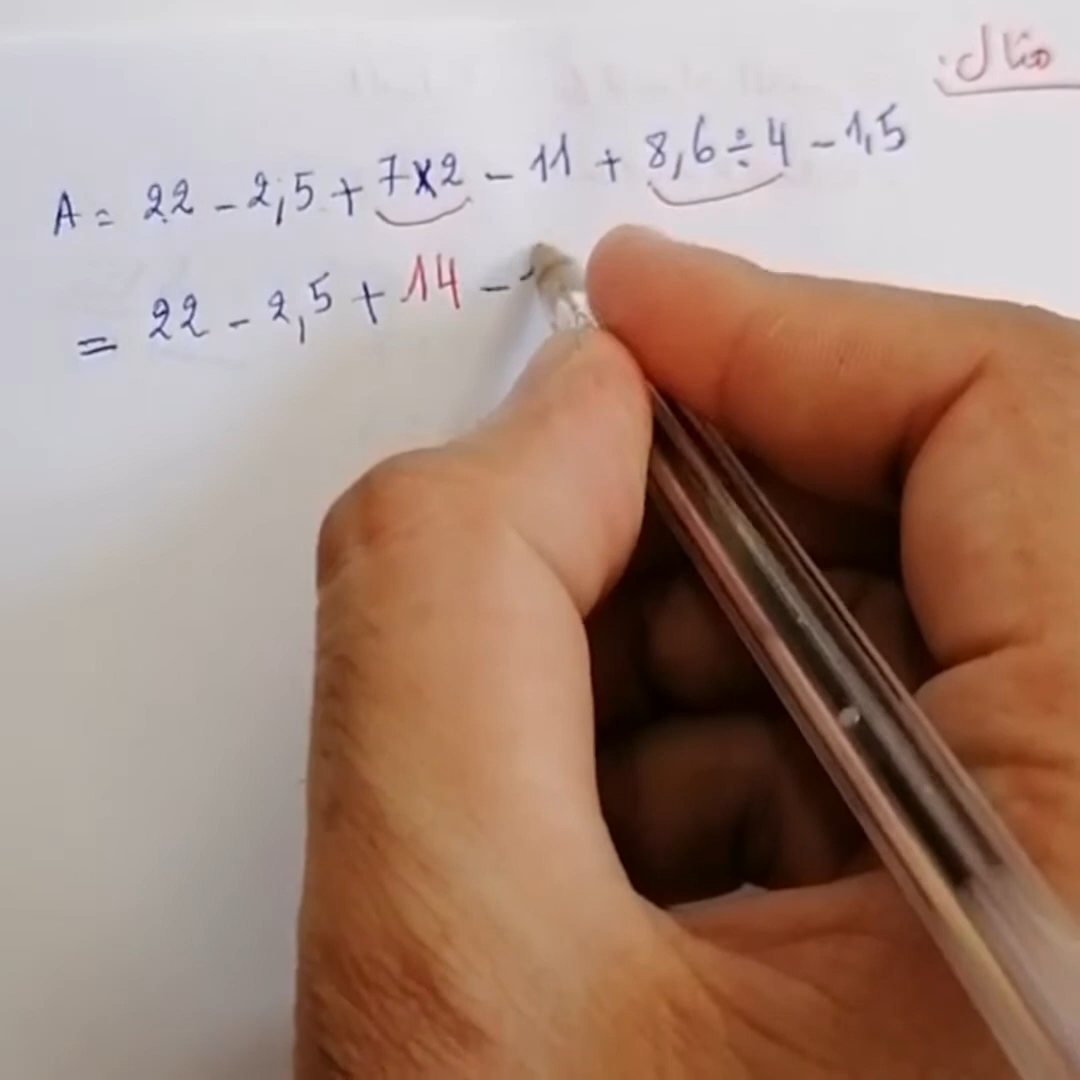 مثال:
A = 22 - 2,5 + 7x2 - 11 + 8,6 ÷ 4 - 1,5
= 22 - 2,5 + 14 -